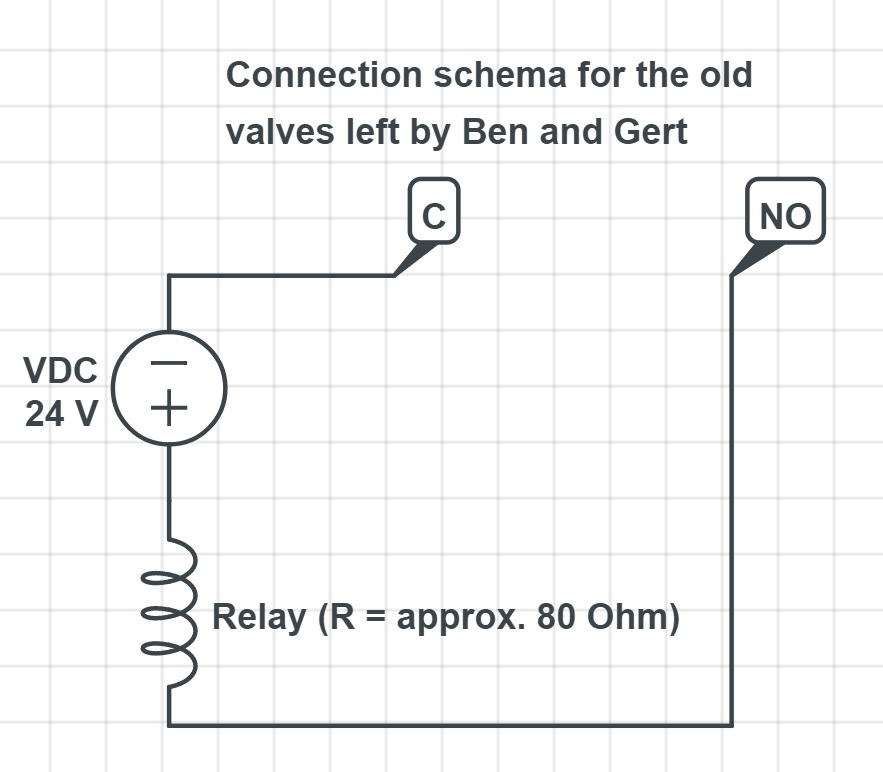 Connection schema for the old
valves left by Ben and Gert
C
NO
VDC
24 V
−
+
Relay (R = approx. 80 Ohm)